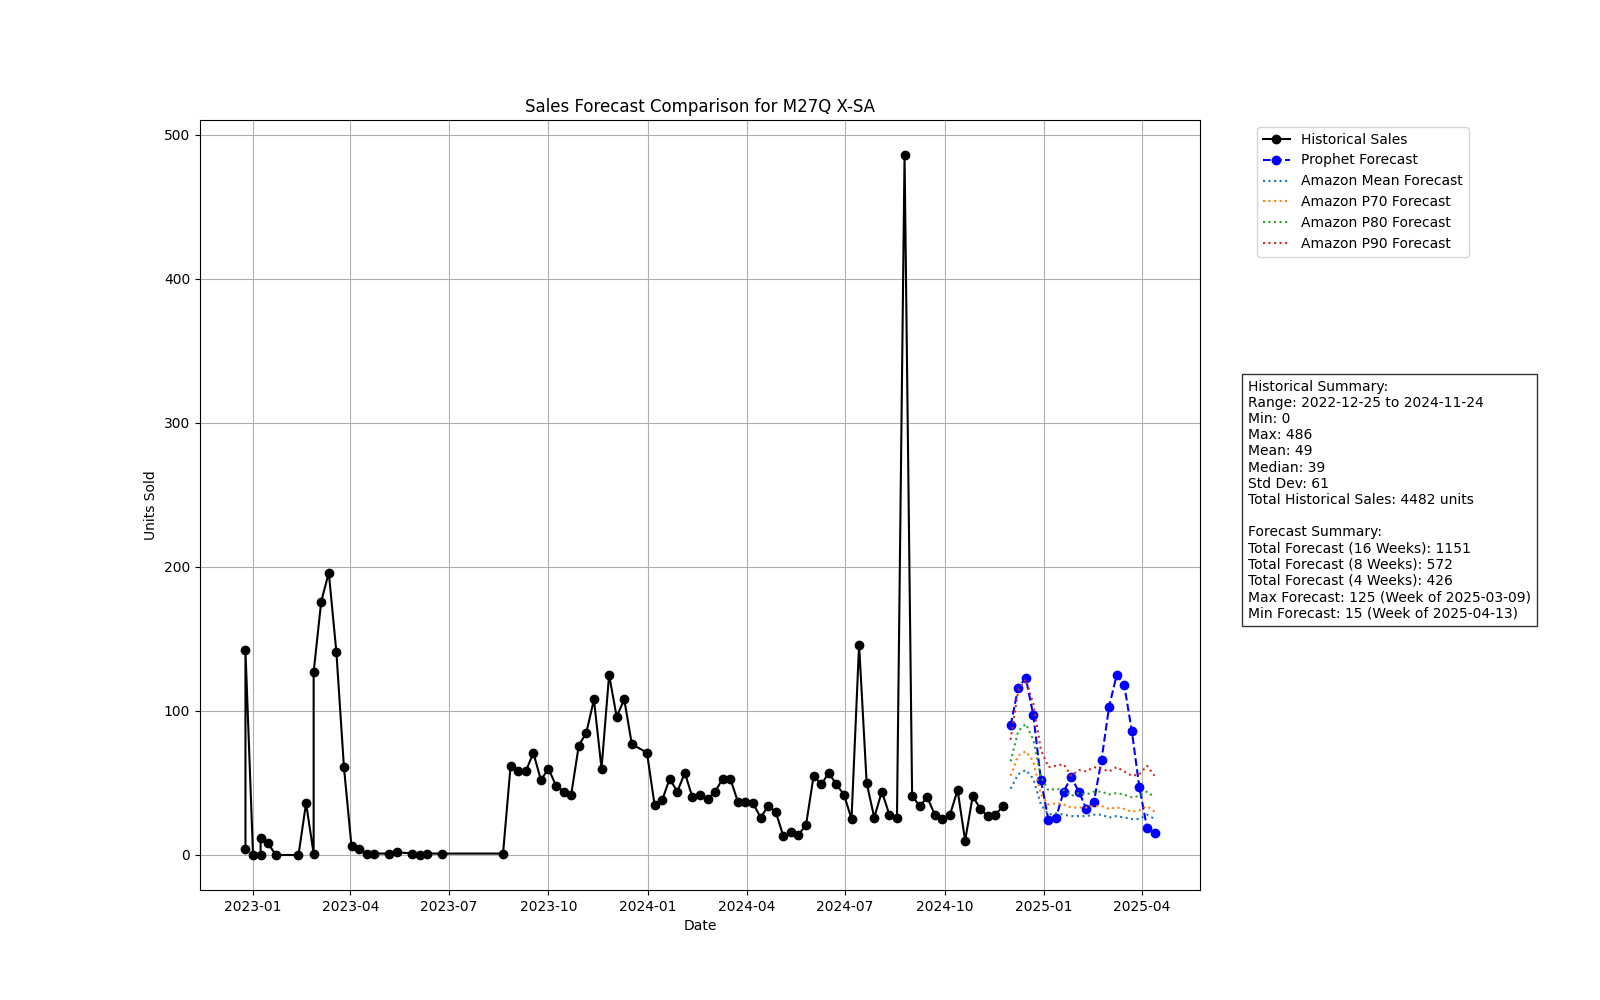 Sales Forecast Comparison for M27Q X-SA
500
400
300
200
100
0
Units Sold
2023-01
2023-04
2023-07
2023-10
2024-01
2024-04
2024-07
2024-10
2025-01
2025-04
Date
Historical Sales
Prophet Forecast
Amazon Mean Forecast
Amazon P70 Forecast
Amazon P80 Forecast
Amazon P90 Forecast
Historical Summary:
Range: 2022-12-25 to 2024-11-24
Min: 0
Max: 486
Mean: 49
Median: 39
Std Dev: 61
Total Historical Sales: 4482 units
Forecast Summary:
Total Forecast (16 Weeks): 1151
Total Forecast (8 Weeks): 572
Total Forecast (4 Weeks): 426
Max Forecast: 125 (Week of 2025-03-09)
Min Forecast: 15 (Week of 2025-04-13)